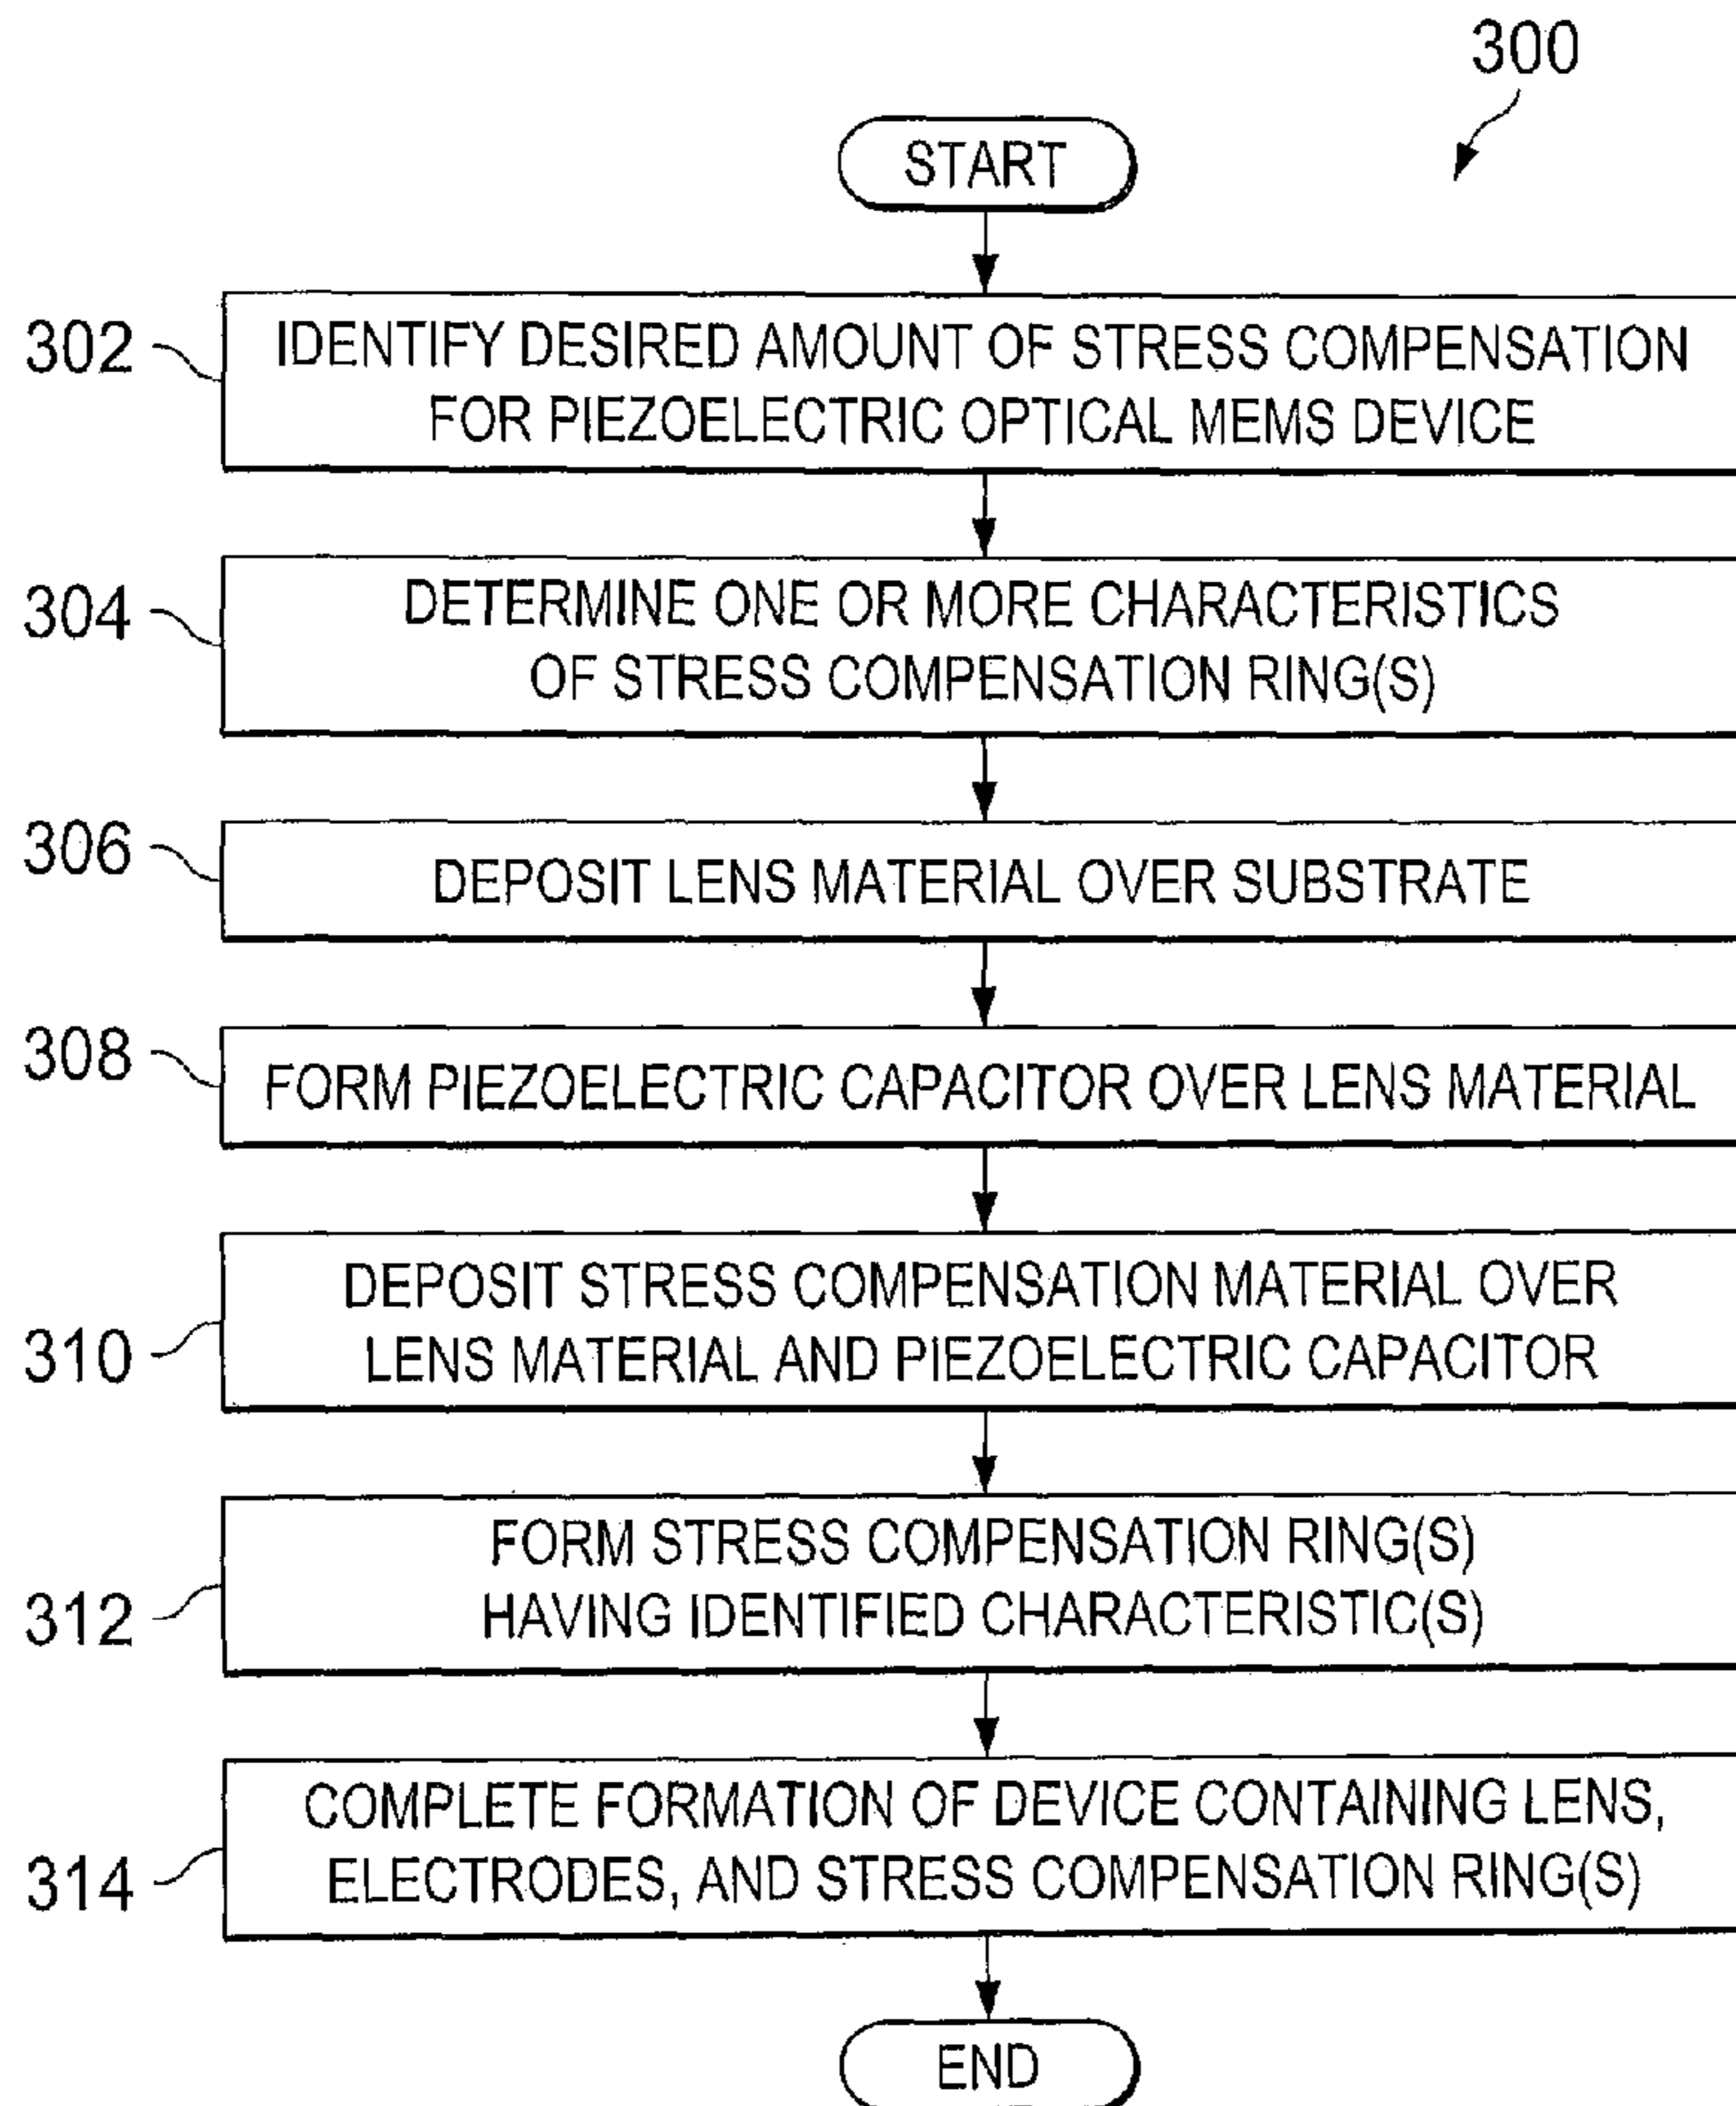 300
START
302
IDENTIFY DESIRED AMOUNT OF STRESS COMPENSATION
FOR PIEZOELECTRIC OPTICAL MEMS DEVICE
304
DETERMINE ONE OR MORE CHARACTERISTICS
OF STRESS COMPENSATION RING(S)
306
DEPOSIT LENS MATERIAL OVER SUBSTRATE
308
FORM PIEZOELECTRIC CAPACITOR OVER LENS MATERIAL
310
DEPOSIT STRESS COMPENSATION MATERIAL OVER
LENS MATERIAL AND PIEZOELECTRIC CAPACITOR
312
FORM STRESS COMPENSATION RING(S)
HAVING IDENTIFIED CHARACTERISTIC(S)
314
COMPLETE FORMATION OF DEVICE CONTAINING LENS,
ELECTRODES, AND STRESS COMPENSATION RING(S)
END